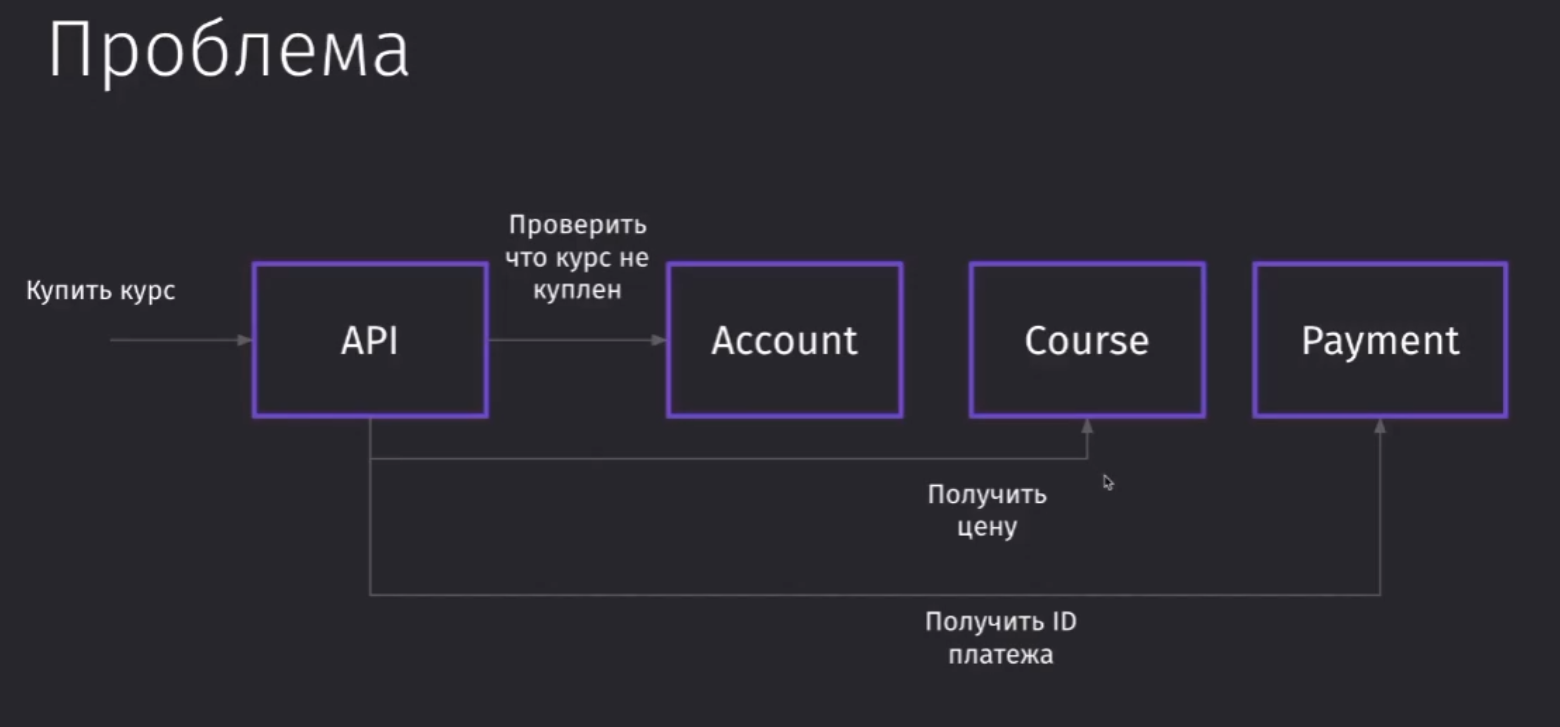 Проблема
Проверить
что курс не
куплен
Купить курс
API
Account
Course
Payment
Получить
цену
Получить ID
платежа